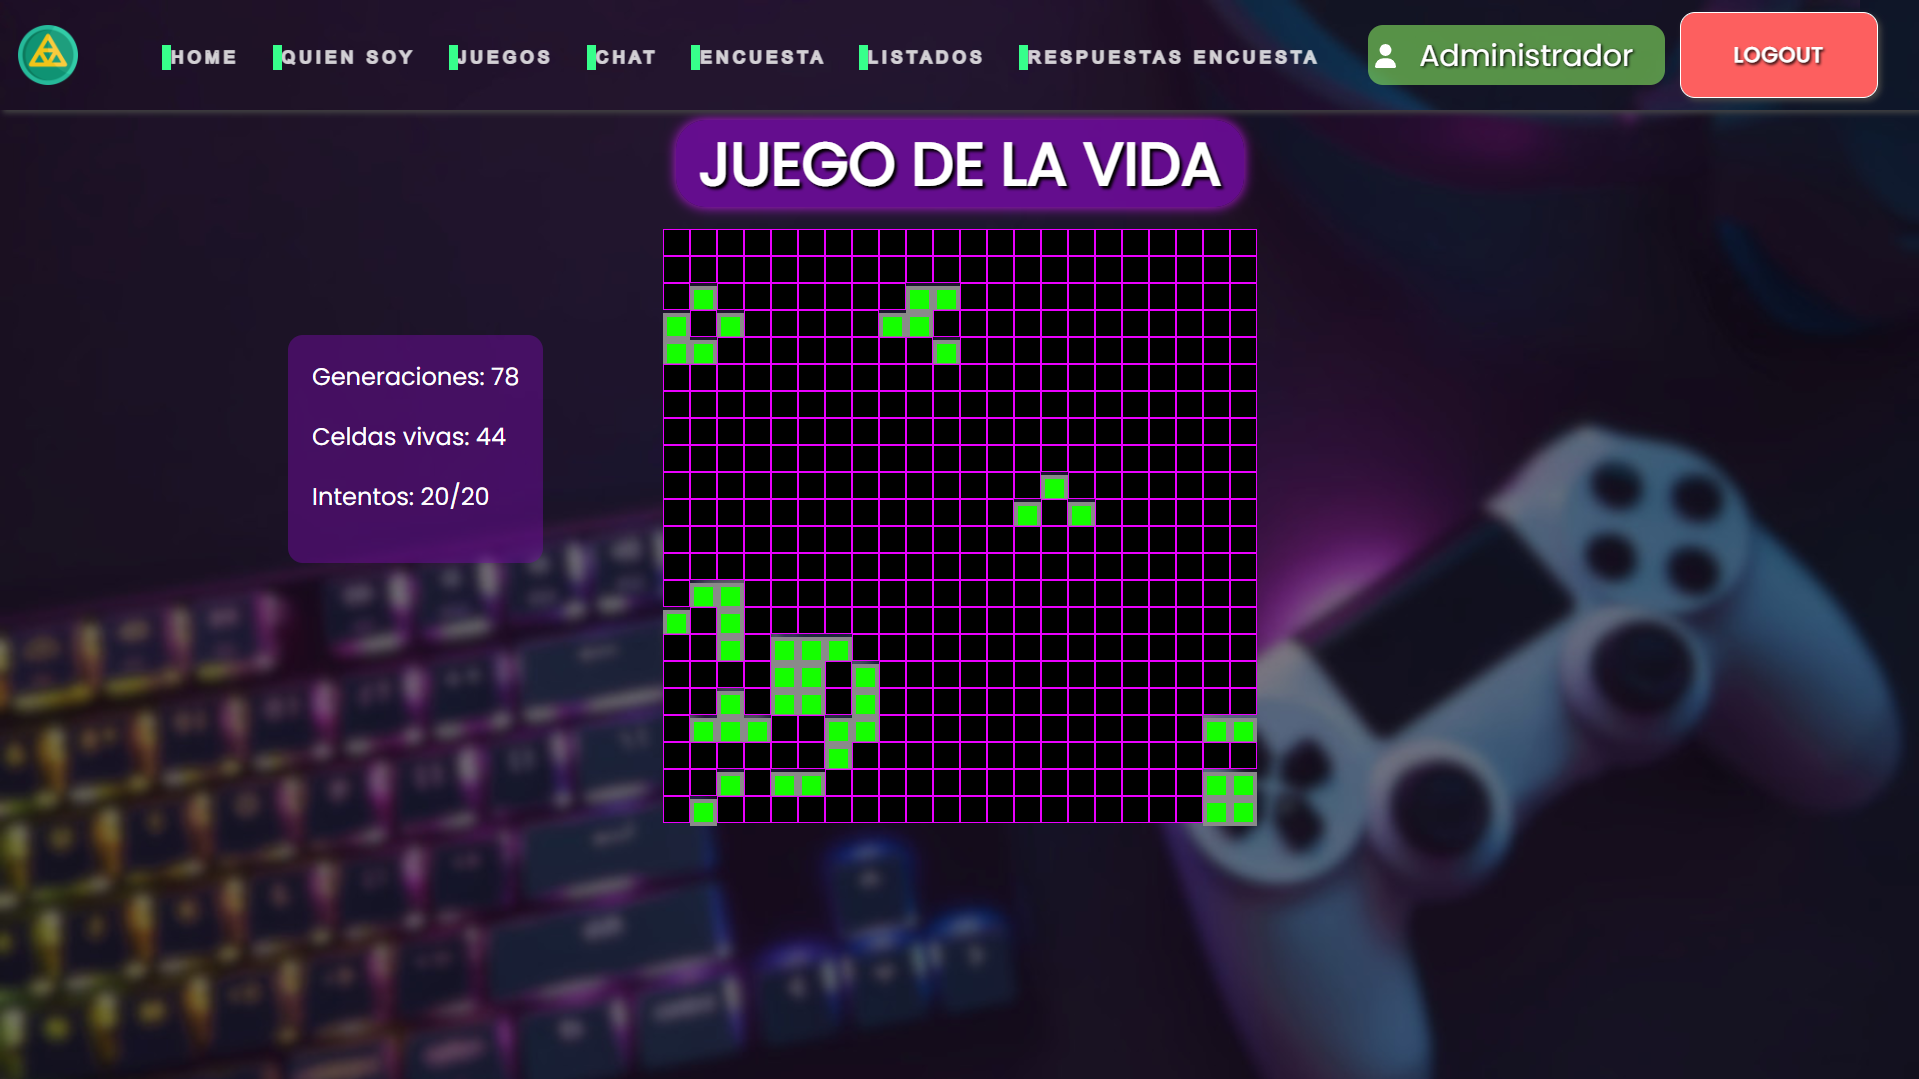 HOME QUIEN SOY JUEGOS CHAT ENCUESTA LISTADOS RESPUESTAS ENCUESTA Administrador LOGOUT
JUEGO DE LA VIDA
Generaciones: 78
Celdas vivas: 44
Intentos: 20/20